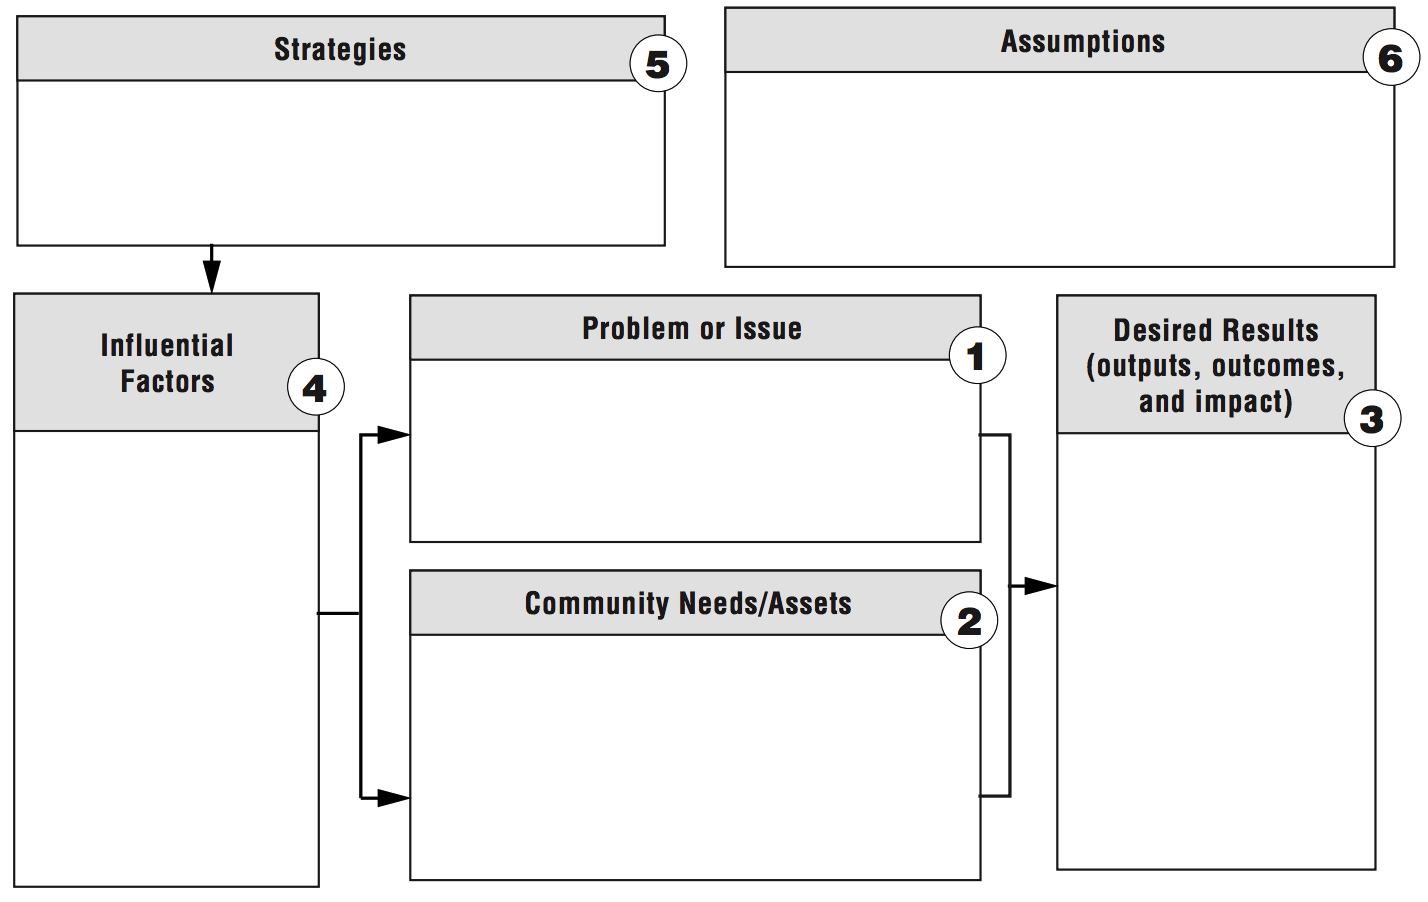 Strategies
5
Assumptions
6
Influential
Factors
4
Problem or Issue
1
Community Needs/Assets
2
Desired Results
(outputs, outcomes,
and impact)
3